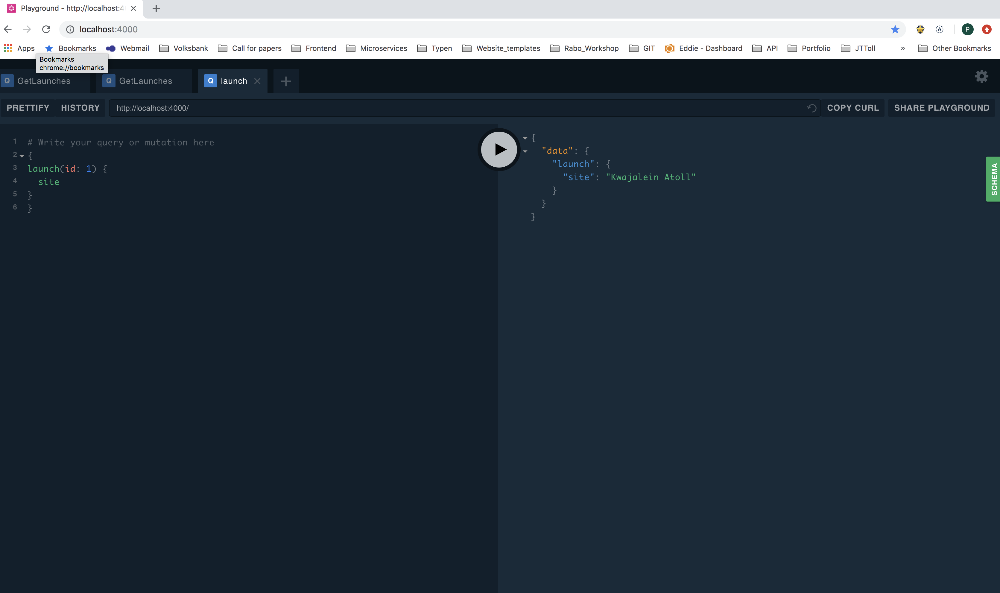 Playground - http://localhost:4
localhost:4000
Apps Bookmarks Webmail Volksbank Call for papers Frontend Microservices Typen Website_templates Rabo_Workshop GIT Eddie - Dashboard API Portfolio JTToll » Other Bookmarks
P
A
Bookmarks
chrome://bookmarks
Q GetLaunches Q GetLaunches Q launch
PRETTIFY HISTORY http://localhost:4000/ COPY CURL SHARE PLAYGROUND
1 # Write your query or mutation here
2 {
3 launch(id: 1) {
4 site
5 }
6 }
{
"data": {
"launch": {
"site": "Kwajalein Atoll"
}
}
}
SCHEMA